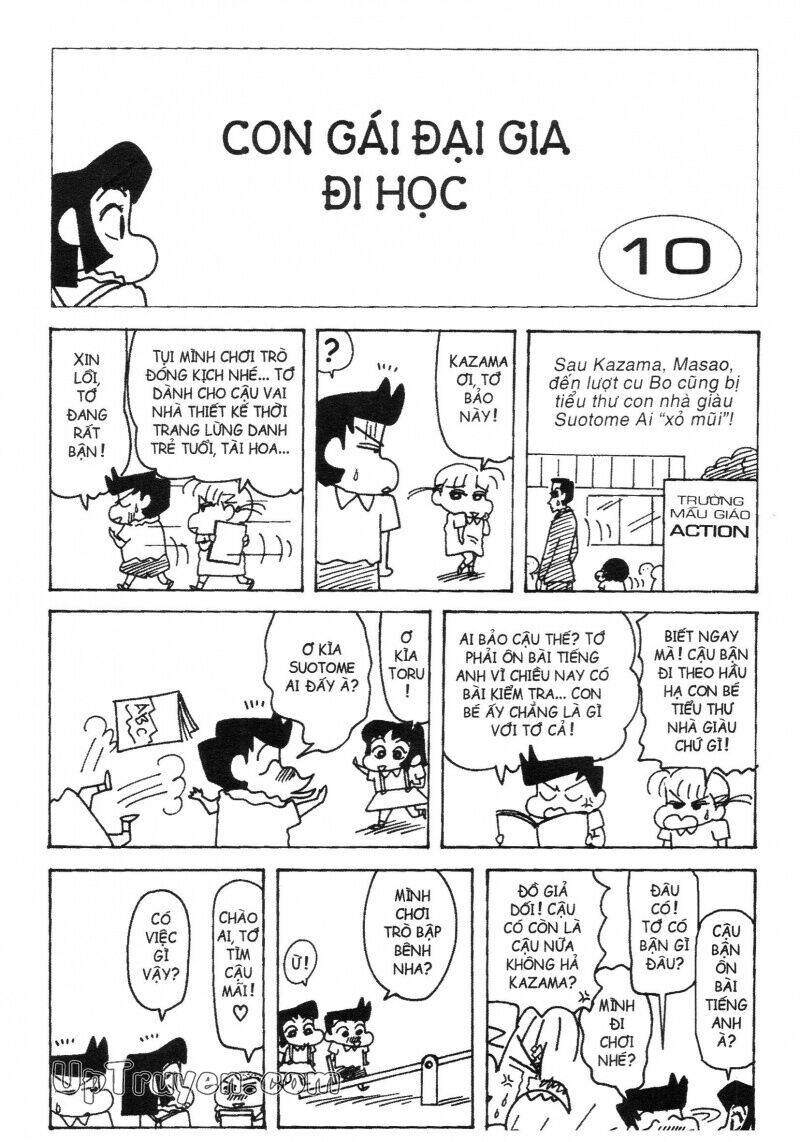 CON GÁI ĐẠI GIA
ĐI HỌC
10
Sau Kazama, Masao,
đến lượt cu Bo cũng bị
tiểu thư con nhà giàu
Suotome Ai "xỏ mũi"!
TRƯỜNG
MẪU GIÁO
ACTION
KAZAMA
ƠI, TỚ
BẢO
NÀY!
?
TỤI MÌNH CHƠI TRÒ
ĐÓNG KỊCH NHÉ... TỚ
DÀNH CHO CẬU VAI
NHÀ THIẾT KẾ THỜI
TRANG LỪNG DANH
TRẺ TUỔI, TÀI HOA...
XIN
LỖI,
TỚ
ĐANG
RẤT
BẬN!
BIẾT NGAY
MÀ! CẬU BẬN
ĐI THEO HẦU
HẠ CON BÉ
TIỂU THƯ
NHÀ GIÀU
CHỨ GÌ!
AI BẢO CẬU THẾ? TỚ
PHẢI ÔN BÀI TIẾNG
ANH VÌ CHIỀU NAY CÓ
BÀI KIỂM TRA... CON
BÉ ẤY CHẲNG LÀ GÌ
VỚI TỚ CẢ!
Ơ
KÌA
TORU!
Ơ KÌA
SUOTOME
AI ĐẤY À?
ABC
CẬU
BẬN
ÔN
BÀI
TIẾNG
ANH
À?
ĐÂU
CÓ!
TỚ CÓ
BẬN GÌ
ĐÂU?
MÌNH
ĐI
CHƠI
NHÉ?
ĐỒ GIẢ
DỐI! CẬU
CÓ CÒN LÀ
CẬU NỮA
KHÔNG HẢ
KAZAMA?
MÌNH
CHƠI
TRÒ BẬP
BÊNH
NHA?
Ừ!
CHÀO
AI, TỚ
TÌM
CẬU
MÃI!
♡
CÓ
VIỆC
GÌ
VẬY?
UpTruyen.com